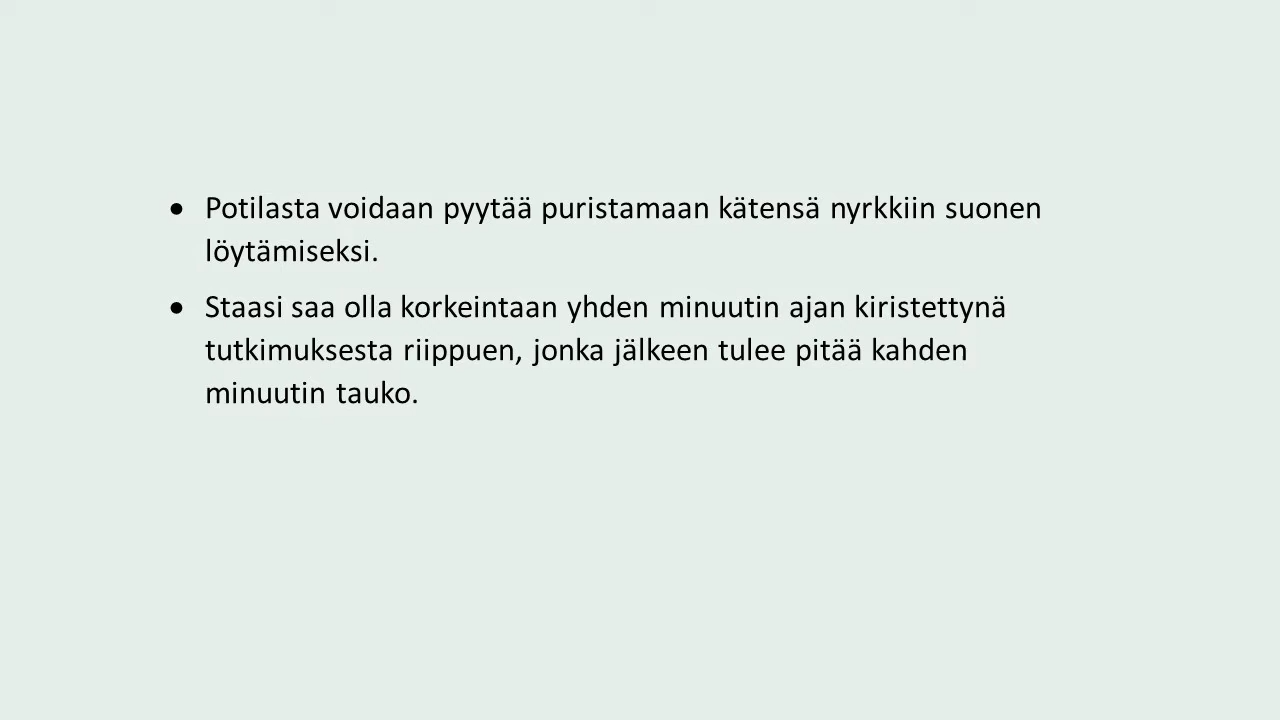 • Potilasta voidaan pyytää puristamaan kätensä nyrkkiin suonen
löytämiseksi.
• Staasi saa olla korkeintaan yhden minuutin ajan kiristettynä
tutkimuksesta riippuen, jonka jälkeen tulee pitää kahden
minuutin tauko.